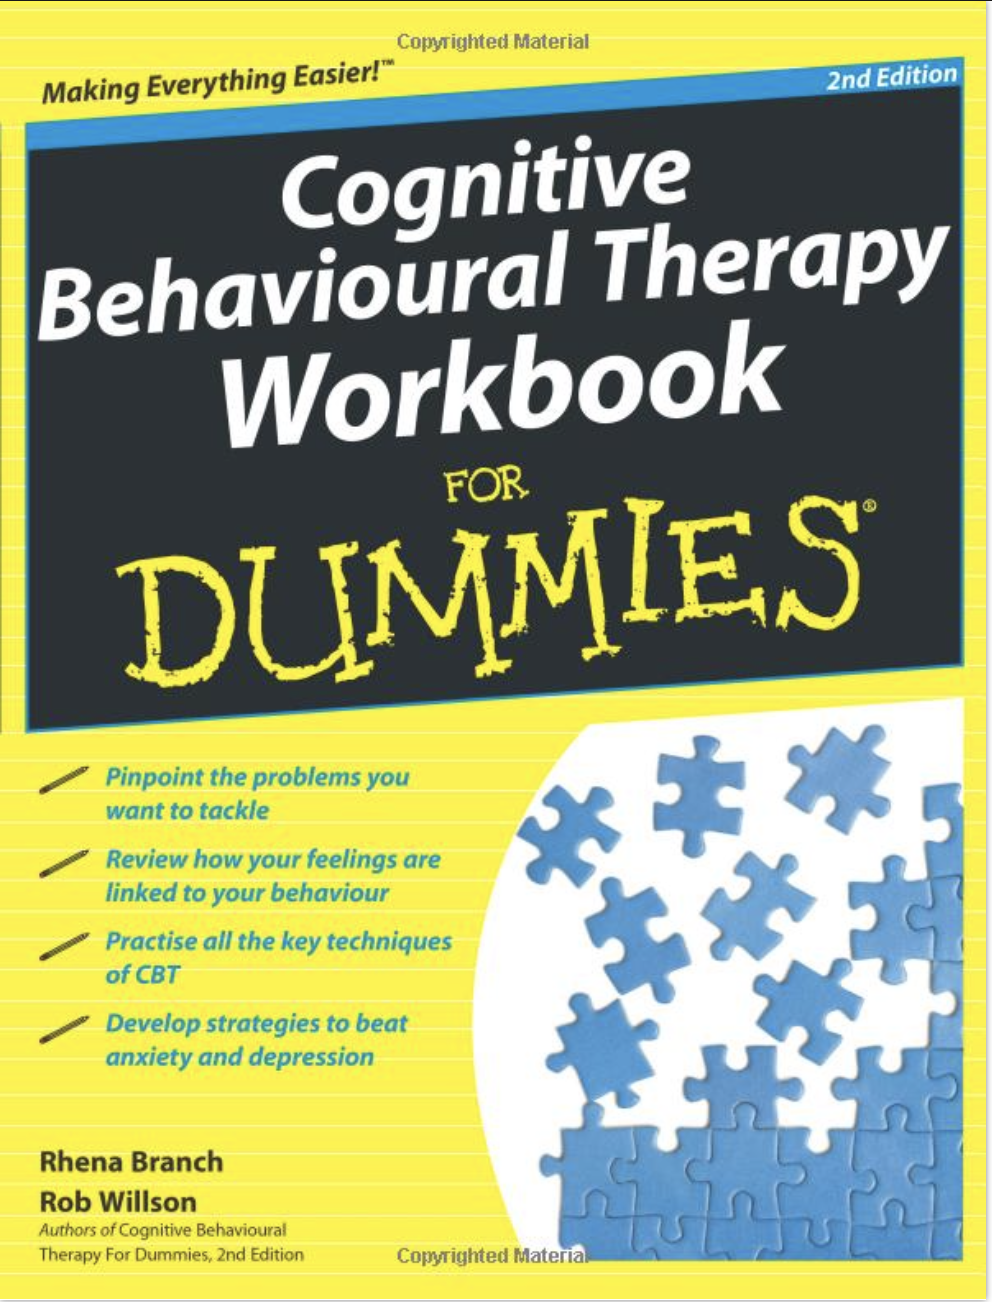 Copyrighted Material
Making Everything Easier!™
2nd Edition
Cognitive
Behavioural Therapy
Workbook
FOR
DUMMIES®
Pinpoint the problems you
want to tackle
Review how your feelings are
linked to your behaviour
Practise all the key techniques
of CBT
Develop strategies to beat
anxiety and depression
Rhena Branch
Rob Willson
Authors of Cognitive Behavioural
Therapy For Dummies, 2nd Edition
Copyrighted Material